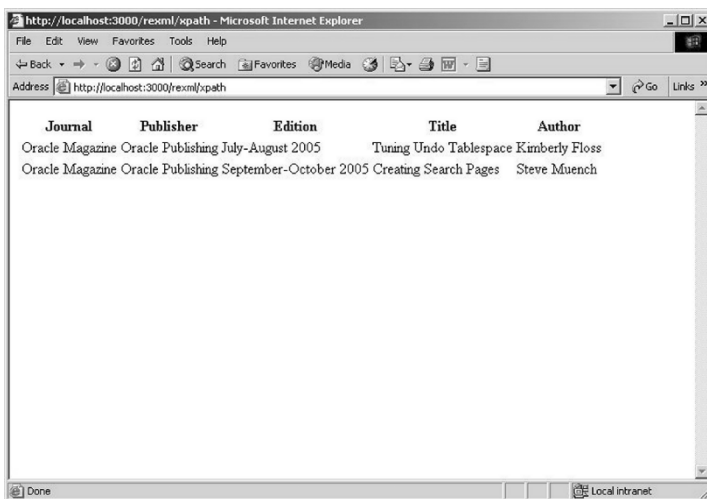 http://localhost:3000/rexml/xpath - Microsoft Internet Explorer
File Edit View Favorites Tools Help
Back Search Favorites Media
Address http://localhost:3000/rexml/xpath Go Links »
Journal Publisher Edition Title Author
Oracle Magazine Oracle Publishing July-August 2005 Tuning Undo Tablespace Kimberly Floss
Oracle Magazine Oracle Publishing September-October 2005 Creating Search Pages Steve Muench
Done Local intranet